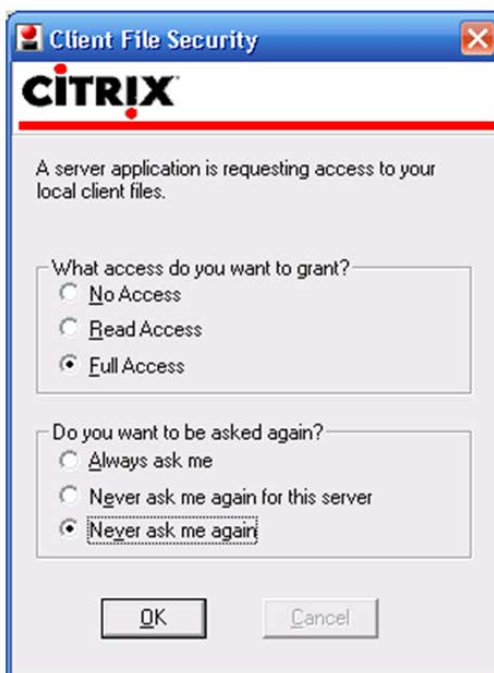 Client File Security
CiTRIX
A server application is requesting access to your
local client files.
What access do you want to grant?
No Access
Read Access
Full Access
Do you want to be asked again?
Always ask me
Never ask me again for this server
Never ask me again
OK
Cancel